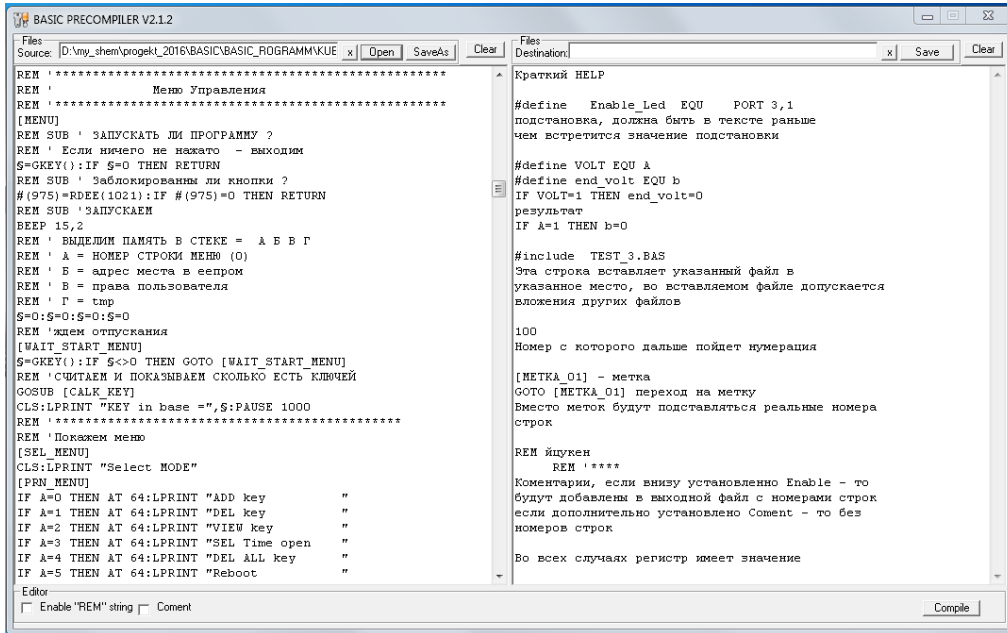 BASIC PRECOMPILER V2.1.2
Files
Source: D:\my_shem\progekt_2016\BASIC\BASIC_ROGRAMM\KUE x Open SaveAs Clear
REM '**************************************************
REM ' Меню Управления
REM '**************************************************
[MENU]
REM SUB ' ЗАПУСКАТЬ ЛИ ПРОГРАММУ ?
REM ' Если ничего не нажато - выходим
§=GKEY():IF §=0 THEN RETURN
REM SUB ' Заблокированны ли кнопки ?
#(975)=RDEE(1021):IF #(975)=0 THEN RETURN
REM SUB 'ЗАПУСКАЕМ
BEEP 15,2
REM ' ВЫДЕЛИМ ПАМЯТЬ В СТЕКЕ = А Б В Г
REM ' А = НОМЕР СТРОКИ МЕНЮ (0)
REM ' Б = адрес места в еепром
REM ' В = права пользователя
REM ' Г = tmp
§=0:§=0:§=0:§=0
REM 'ждем отпускания
[WAIT_START_MENU]
§=GKEY():IF §<>0 THEN GOTO [WAIT_START_MENU]
REM 'СЧИТАЕМ И ПОКАЗЫВАЕМ СКОЛЬКО ЕСТЬ КЛЮЧЕЙ
GOSUB [CALK_KEY]
CLS:LPRINT "KEY in base =",§:PAUSE 1000
REM '********************************************
REM 'Покажем меню
[SEL_MENU]
CLS:LPRINT "Select MODE"
[PRN_MENU]
IF A=0 THEN AT 64:LPRINT "ADD key "
IF A=1 THEN AT 64:LPRINT "DEL key "
IF A=2 THEN AT 64:LPRINT "VIEW key "
IF A=3 THEN AT 64:LPRINT "SEL Time open "
IF A=4 THEN AT 64:LPRINT "DEL ALL key "
IF A=5 THEN AT 64:LPRINT "Reboot "
Files
Destination: x Save Clear
Краткий HELP
#define Enable_Led EQU PORT 3,1
подстановка, должна быть в тексте раньше
чем встретится значение подстановки
#define VOLT EQU A
#define end_volt EQU b
IF VOLT=1 THEN end_volt=0
результат
IF A=1 THEN b=0
#include TEST_3.BAS
Эта строка вставляет указанный файл в
указанное место, во вставляемом файле допускается
вложения других файлов
100
Номер с которого дальше пойдет нумерация
[МЕТКА_01] - метка
GOTO [МЕТКА_01] переход на метку
Вместо меток будут подставляться реальные номера
строк
REM йцукен
REM '****
Коментарии, если внизу установленно Enable - то
будут добавлены в выходной файл с номерами строк
если дополнительно установлено Coment - то без
номеров строк
Во всех случаях регистр имеет значение
Editor
Enable "REM" string Coment Compile